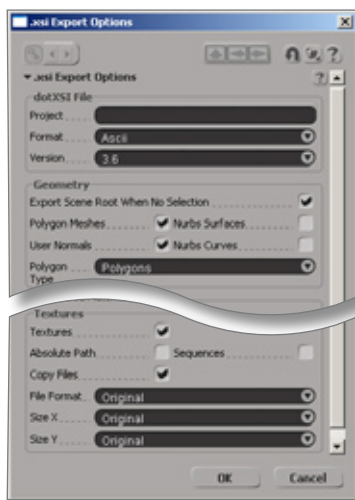 .xsi Export Options
.xsi Export Options
dotXSI File
Project
Format Ascii
Version 3.6
Geometry
Export Scene Root When No Selection
Polygon Meshes Nurbs Surfaces
User Normals Nurbs Curves
Polygon Type Polygons
Textures
Textures
Absolute Path Sequences
Copy Files
File Format Original
Size X Original
Size Y Original
OK Cancel